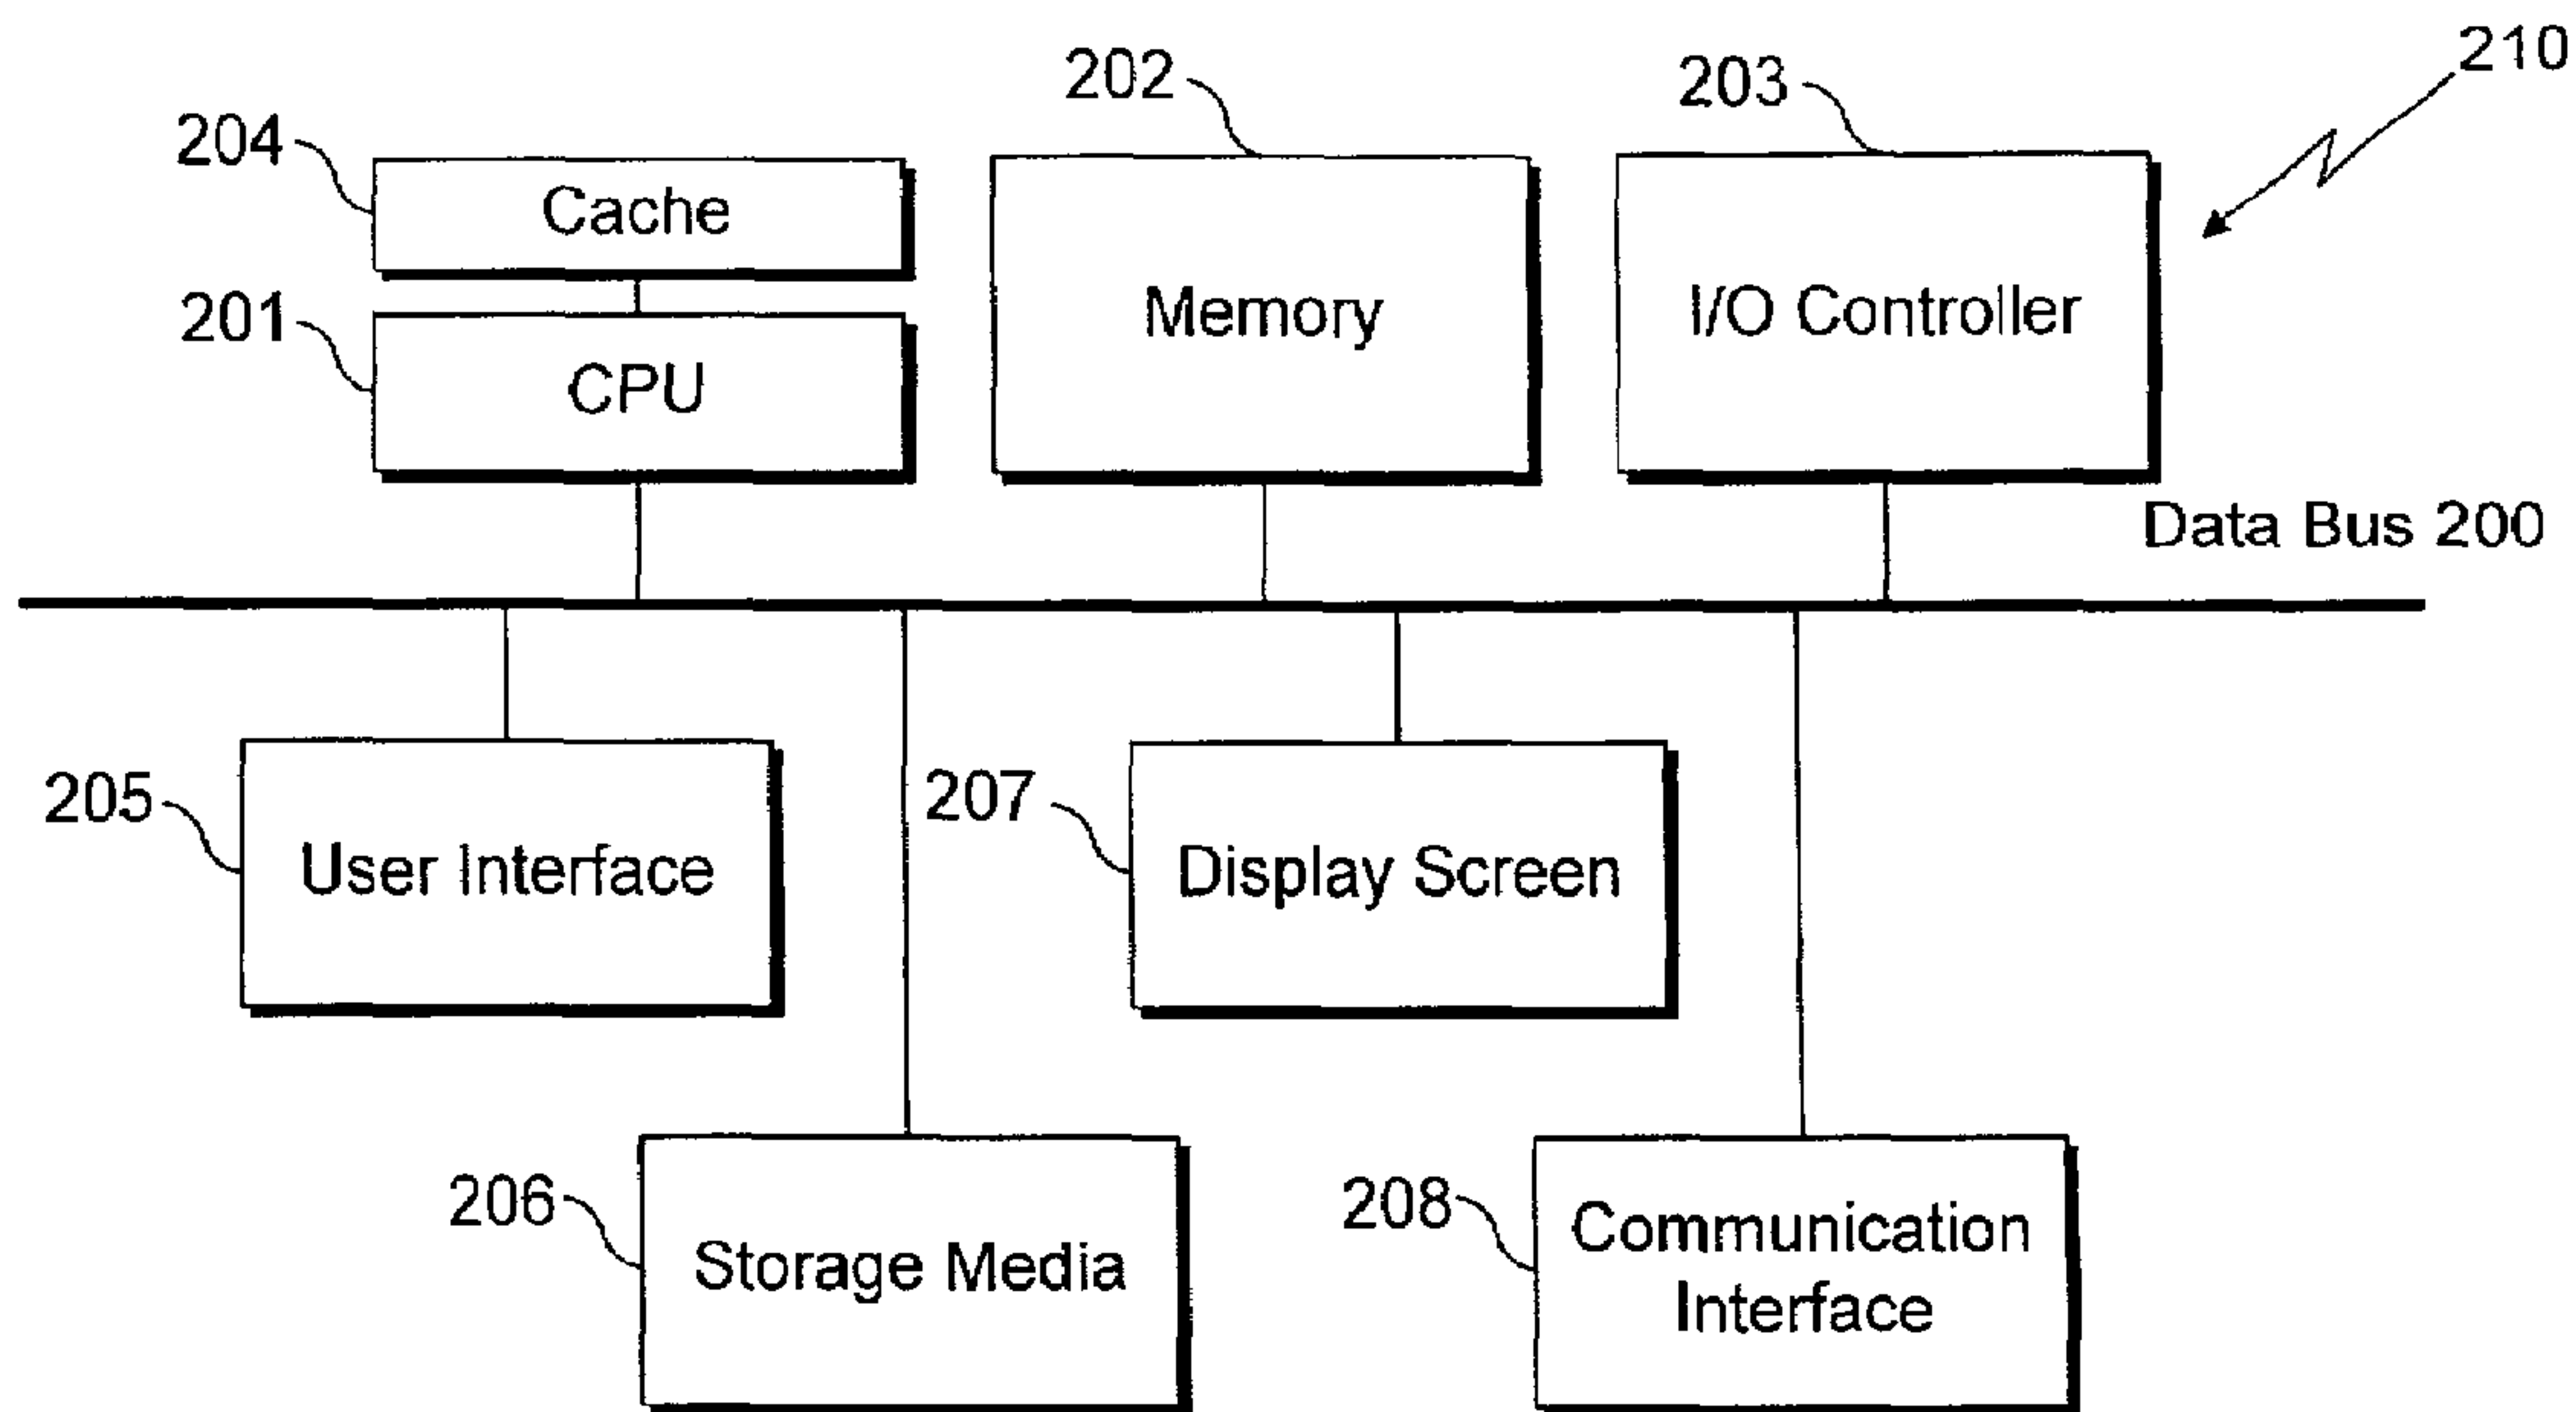 210
202
203
204
Cache
Memory
I/O Controller
201
CPU
Data Bus 200
205
User Interface
207
Display Screen
206
Storage Media
208
Communication
Interface